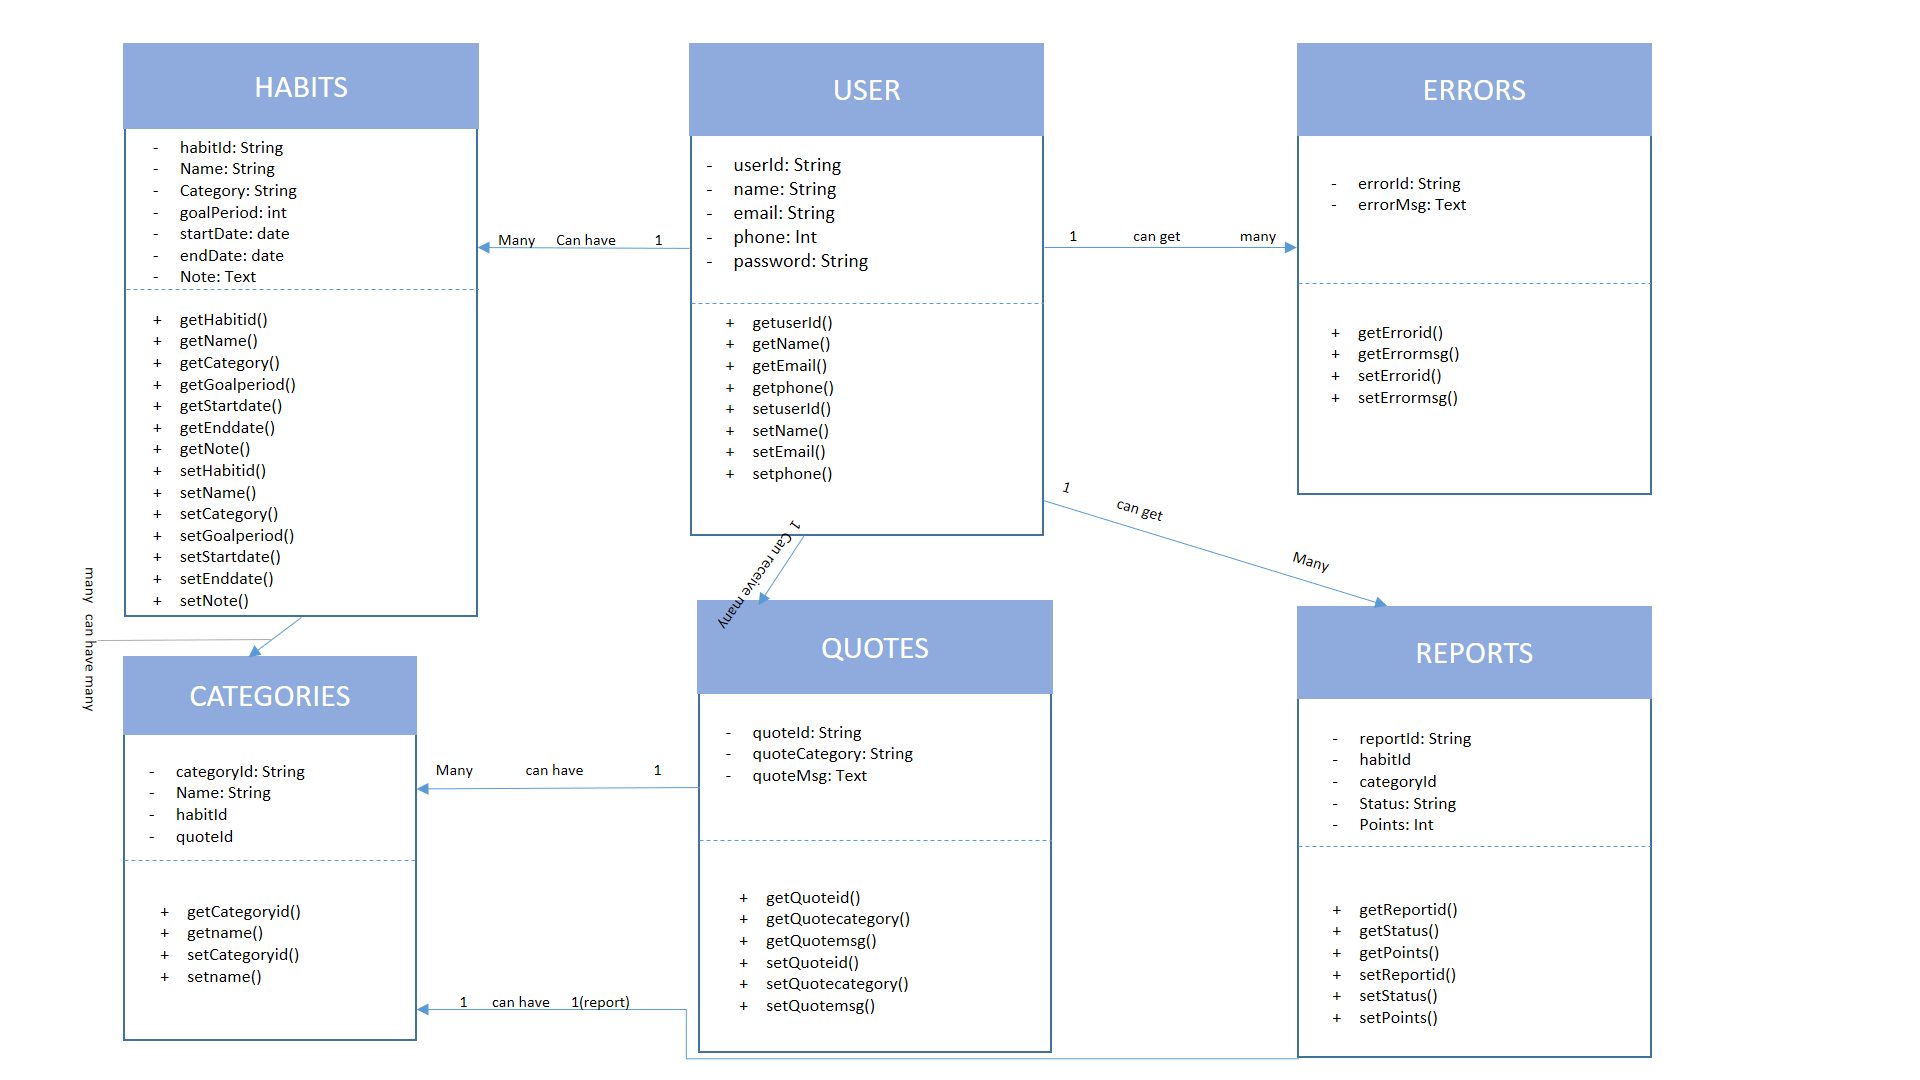 HABITS
- habitId: String
- Name: String
- Category: String
- goalPeriod: int
- startDate: date
- endDate: date
- Note: Text
+ getHabitid()
+ getName()
+ getCategory()
+ getGoalperiod()
+ getStartdate()
+ getEnddate()
+ getNote()
+ setHabitid()
+ setName()
+ setCategory()
+ setGoalperiod()
+ setStartdate()
+ setEnddate()
+ setNote()
Many Can have 1
USER
- userId: String
- name: String
- email: String
- phone: Int
- password: String
+ getuserId()
+ getName()
+ getEmail()
+ getphone()
+ setuserId()
+ setName()
+ setEmail()
+ setphone()
1 can get many
ERRORS
- errorId: String
- errorMsg: Text
+ getErrorid()
+ getErrormsg()
+ setErrorid()
+ setErrormsg()
1 can get Many
1 Can receive many
many can have many
CATEGORIES
- categoryId: String
- Name: String
- habitId
- quoteId
+ getCategoryid()
+ getname()
+ setCategoryid()
+ setname()
Many can have 1
1 can have 1(report)
QUOTES
- quoteId: String
- quoteCategory: String
- quoteMsg: Text
+ getQuoteid()
+ getQuotecategory()
+ getQuotemsg()
+ setQuoteid()
+ setQuotecategory()
+ setQuotemsg()
REPORTS
- reportId: String
- habitId
- categoryId
- Status: String
- Points: Int
+ getReportid()
+ getStatus()
+ getPoints()
+ setReportid()
+ setStatus()
+ setPoints()